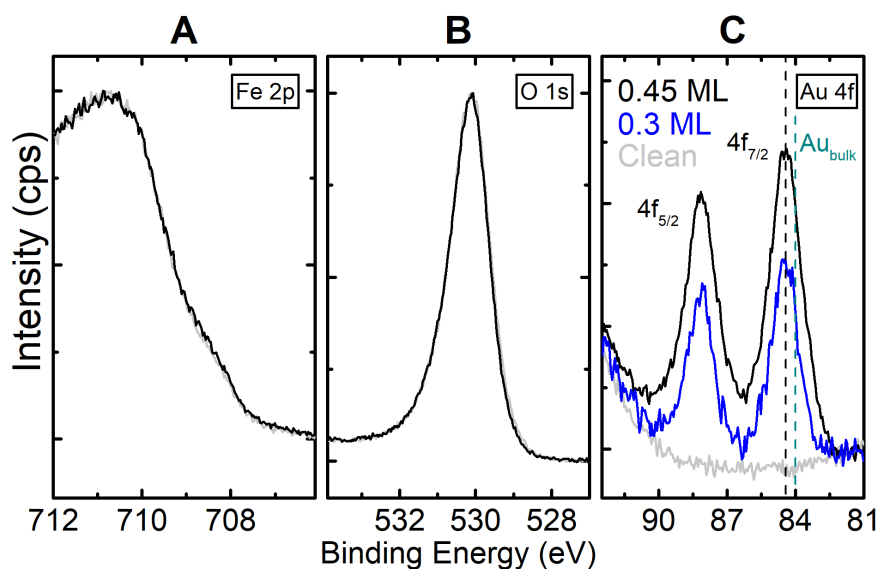 A
B
C
Fe 2p
O 1s
Au 4f
0.45 ML
0.3 ML
Clean
4f7/2
Aubulk
4f5/2
Intensity (cps)
712
710
708
532
530
528
90
87
84
81
Binding Energy (eV)